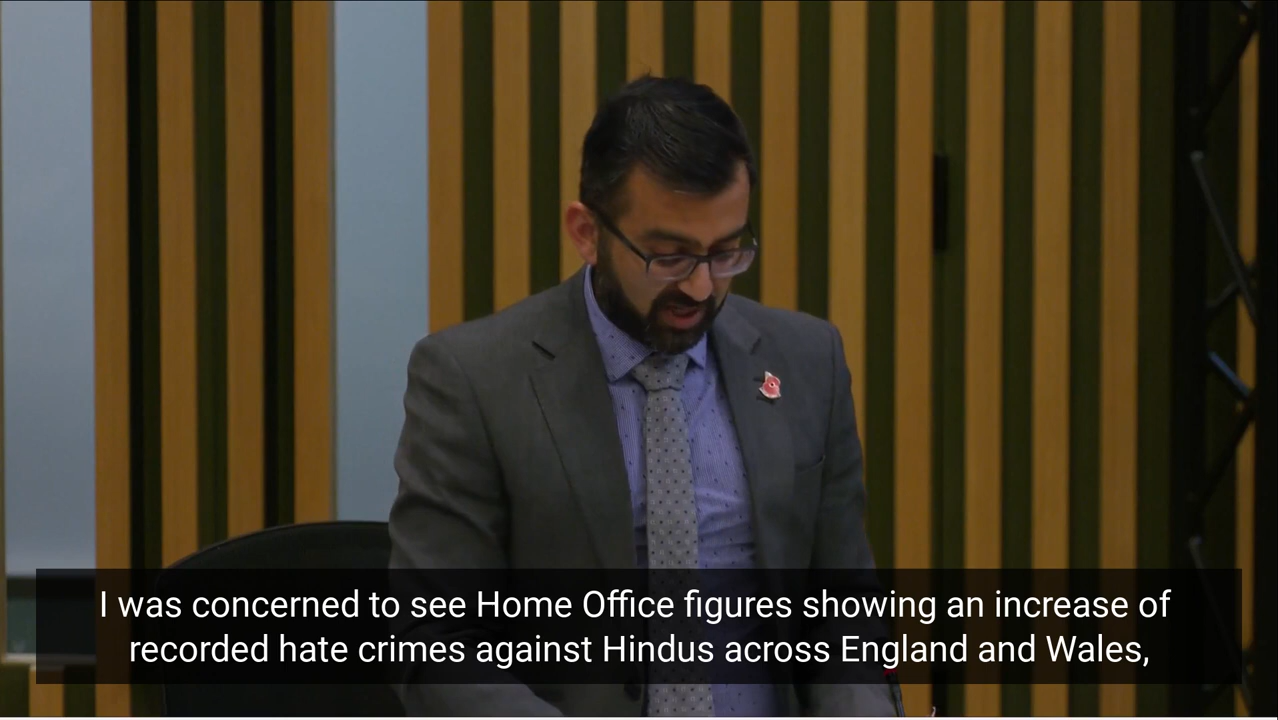 I was concerned to see Home Office figures showing an increase of
recorded hate crimes against Hindus across England and Wales,